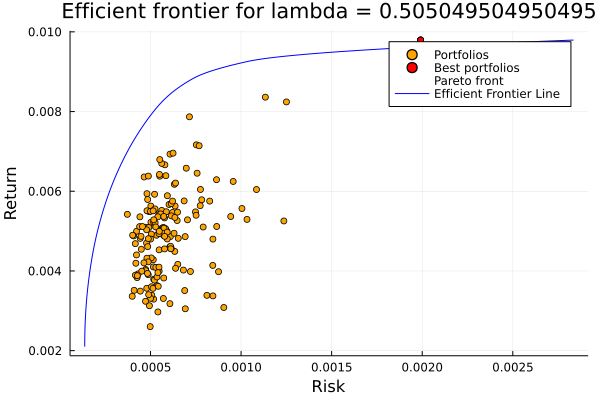 Efficient frontier for lambda = 0.505049504950495
0.010
0.008
0.006
0.004
0.002
Return
Portfolios
Best portfolios
Pareto front
Efficient Frontier Line
0.0005
0.0010
0.0015
0.0020
0.0025
Risk